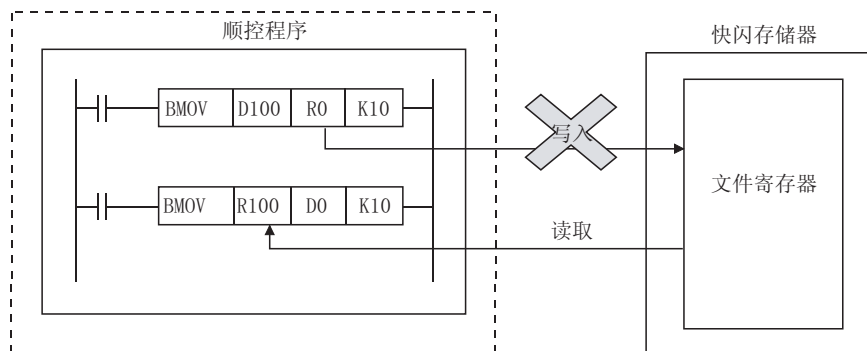 顺控程序
快闪存储器
BMOV D100 R0 K10
写入
文件寄存器
BMOV R100 D0 K10
读取